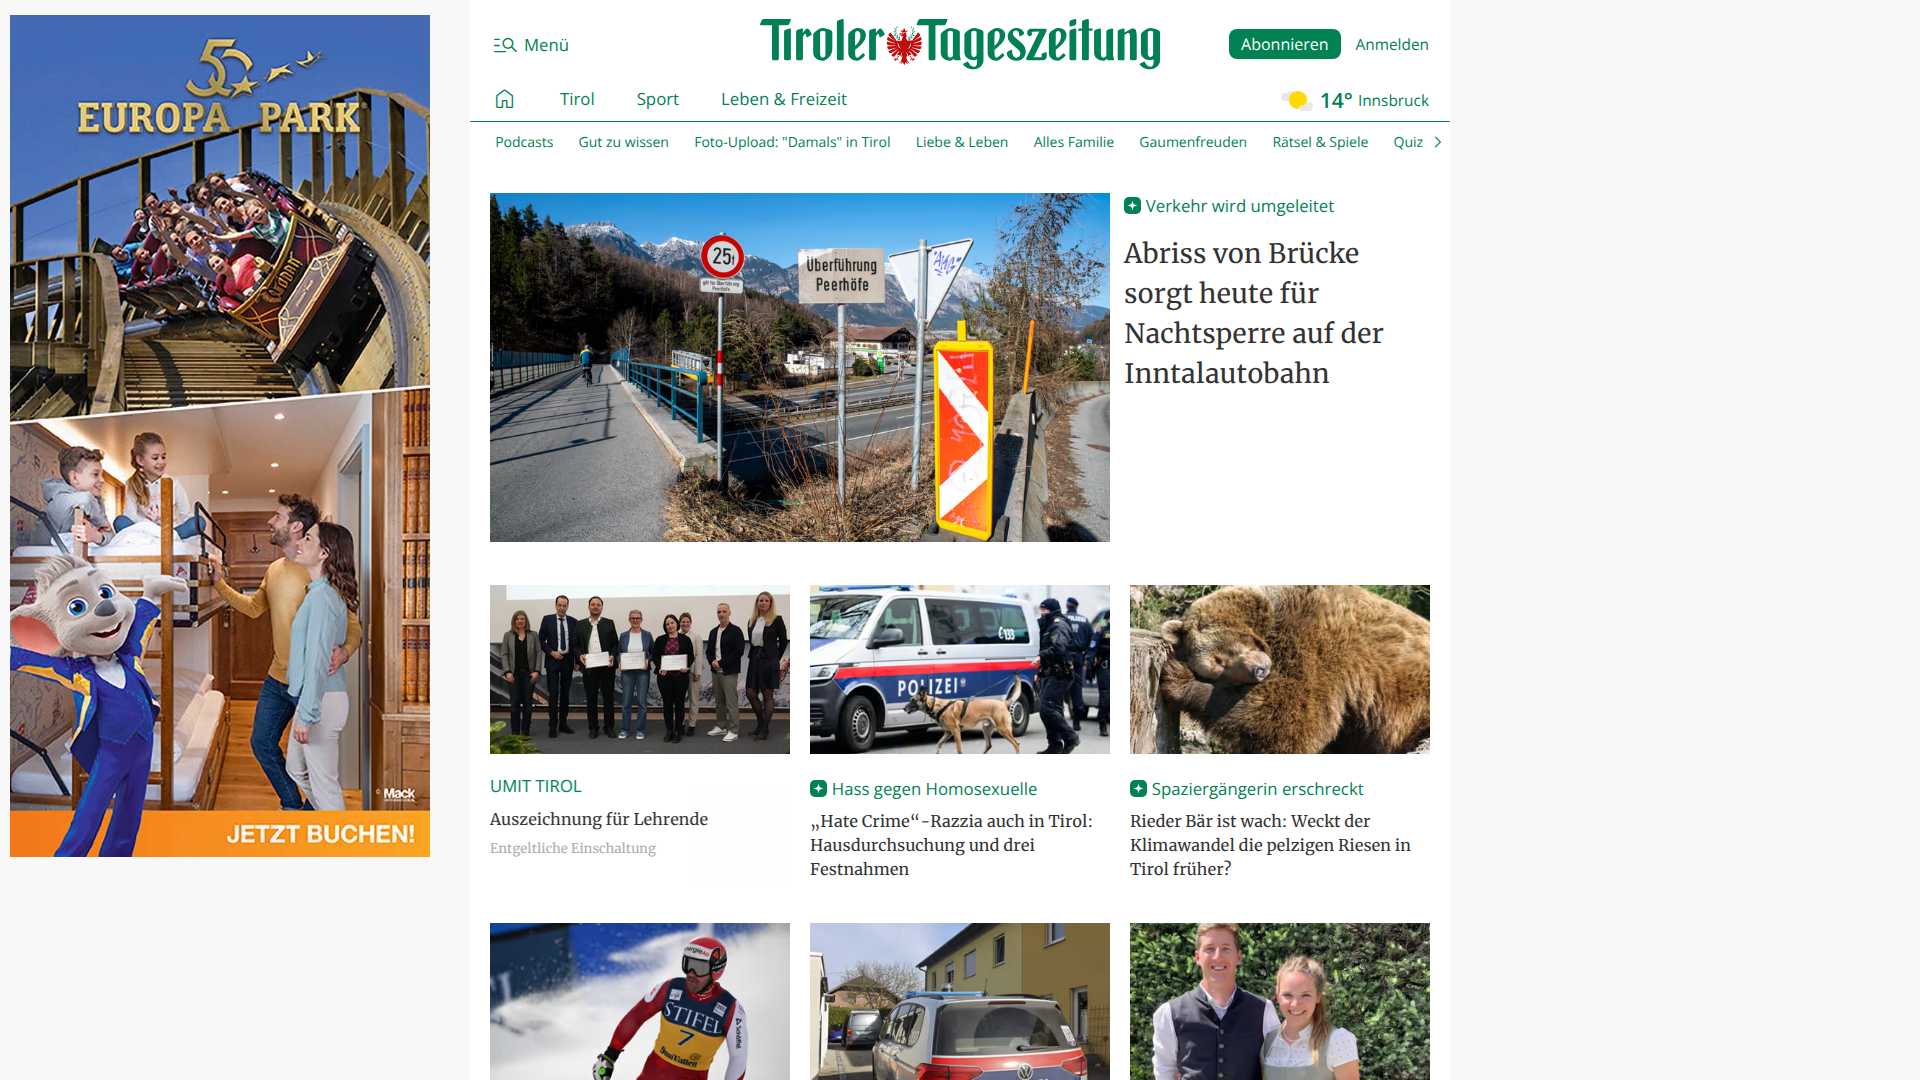 50
EUROPA PARK
© Mack
JETZT BUCHEN!
Menü
Tiroler Tageszeitung
Abonnieren
Anmelden
Tirol
Sport
Leben & Freizeit
14° Innsbruck
Podcasts
Gut zu wissen
Foto-Upload: "Damals" in Tirol
Liebe & Leben
Alles Familie
Gaumenfreuden
Rätsel & Spiele
Quiz
25t
Überführung
Peerhöfe
Verkehr wird umgeleitet
Abriss von Brücke
sorgt heute für
Nachtsperre auf der
Inntalautobahn
133
POLIZEI
UMIT TIROL
Auszeichnung für Lehrende
Entgeltliche Einschaltung
Hass gegen Homosexuelle
„Hate Crime“-Razzia auch in Tirol:
Hausdurchsuchung und drei
Festnahmen
Spaziergängerin erschreckt
Rieder Bär ist wach: Weckt der
Klimawandel die pelzigen Riesen in
Tirol früher?
STIFEL
7